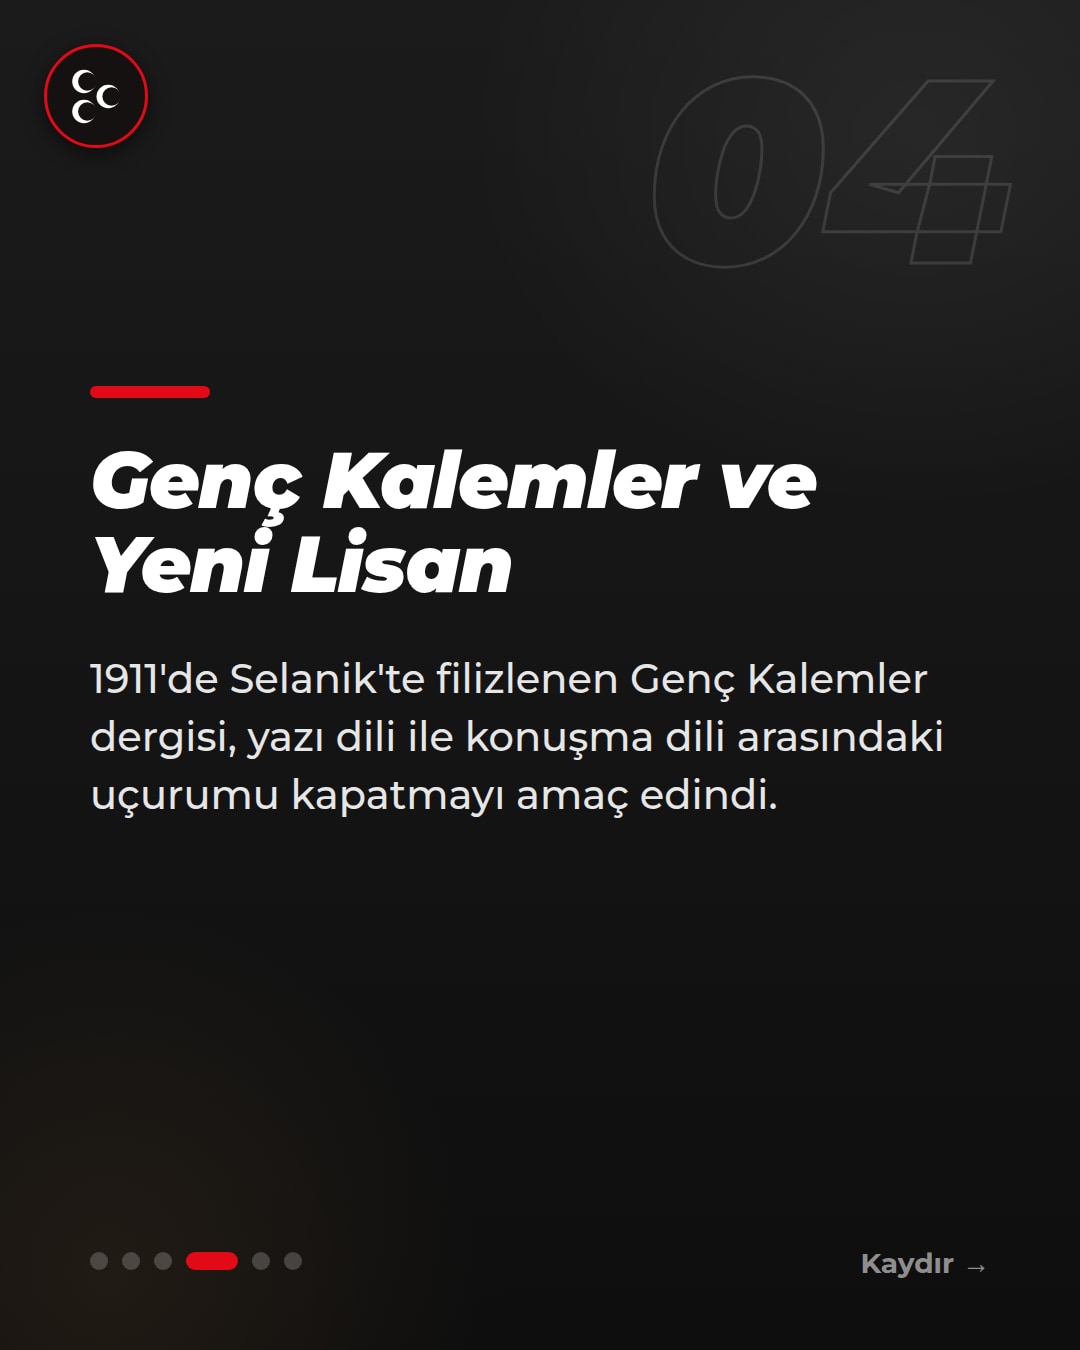 04
Genç Kalemler ve
Yeni Lisan
1911'de Selanik'te filizlenen Genç Kalemler
dergisi, yazı dili ile konuşma dili arasındaki
uçurumu kapatmayı amaç edindi.
Kaydır →